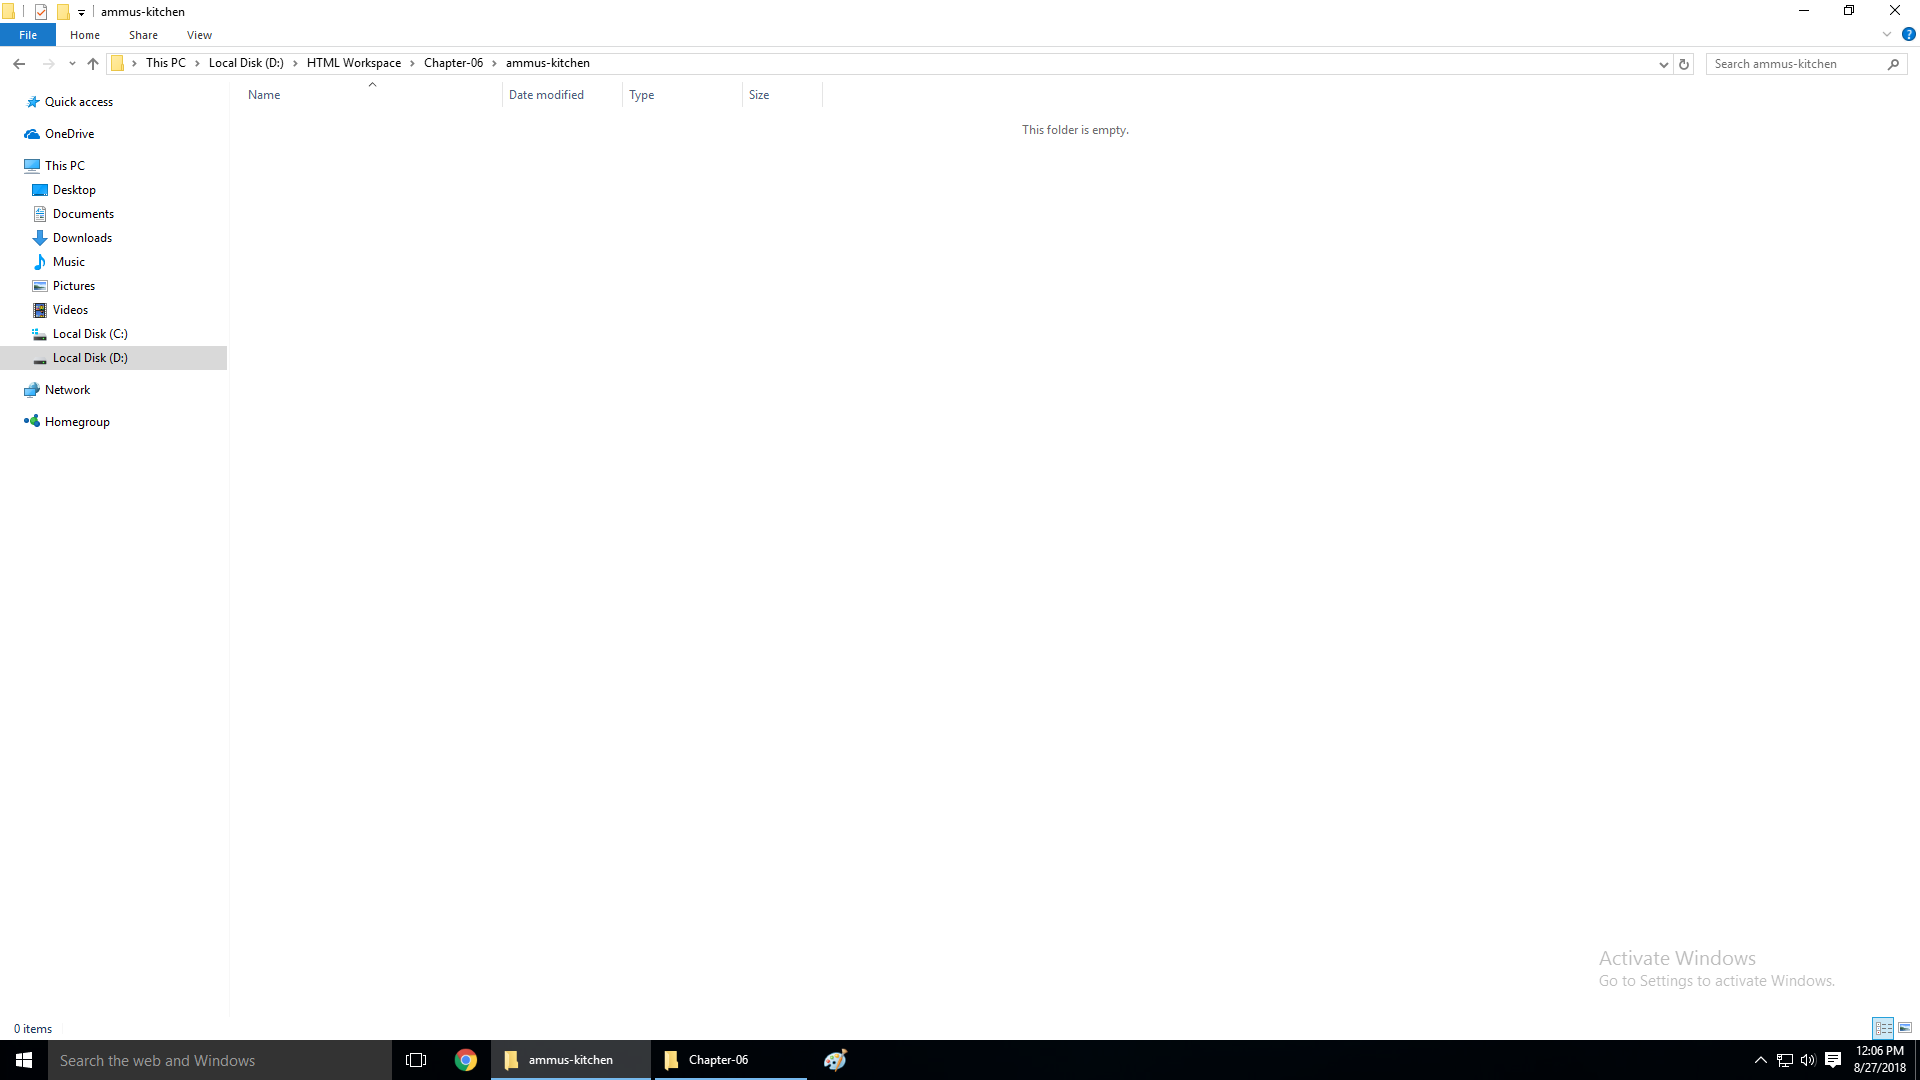 ammus-kitchen
File Home Share View
This PC Local Disk (D:) HTML Workspace Chapter-06 ammus-kitchen
Search ammus-kitchen
Name Date modified Type Size
This folder is empty.
Quick access
OneDrive
This PC
Desktop
Documents
Downloads
Music
Pictures
Videos
Local Disk (C:)
Local Disk (D:)
Network
Homegroup
Activate Windows
Go to Settings to activate Windows.
0 items
Search the web and Windows
ammus-kitchen
Chapter-06
12:06 PM
8/27/2018